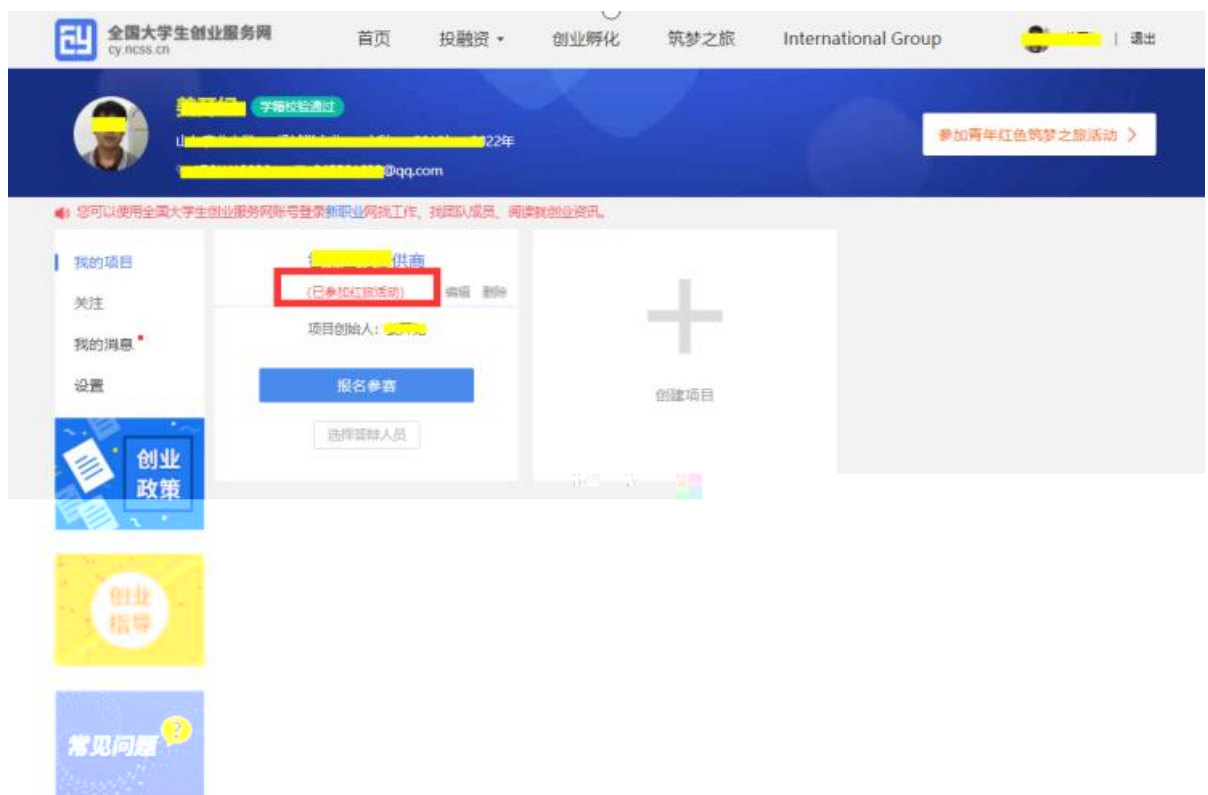 全国大学生创业服务网
cy.ncss.cn
首页 投融资 创业孵化 筑梦之旅 International Group | 退出
学籍校验通过
22年
@qq.com
参加青年红色筑梦之旅活动 >
您可以使用全国大学生创业服务网账号登录新职业网找工作、找团队成员、阅读就创业资讯。
我的项目
关注
我的消息
设置
供商
(已参加红旅活动) 编辑 删除
项目创始人:
报名参赛
选择答辩人员
创建项目
创业
政策
创业
指导
常见问题 ?